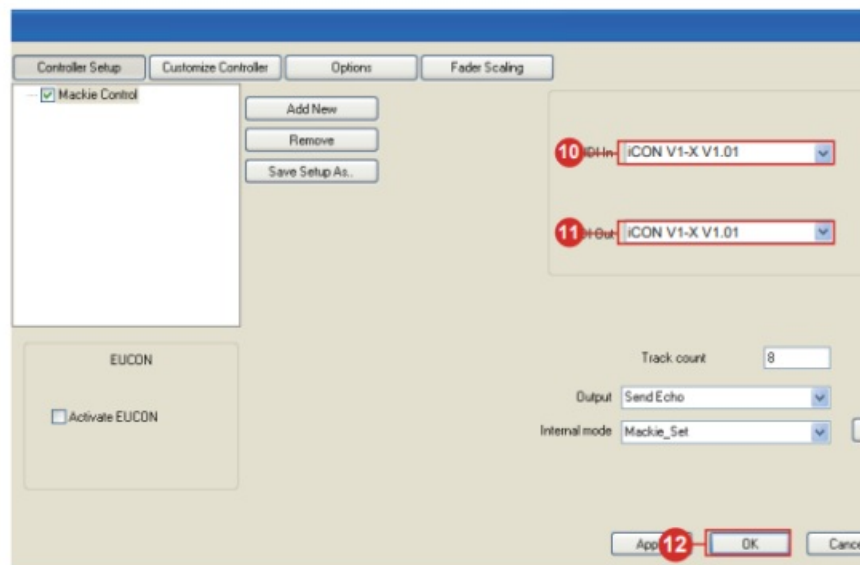 Controller Setup Customize Controller Options Fader Scaling
Mackie Control
Add New
Remove
Save Setup As..
10 iCON V1-X V1.01
11 Out iCON V1-X V1.01
EUCON
Activate EUCON
Track count 8
Output Send Echo
Internal mode Mackie_Set
12 OK